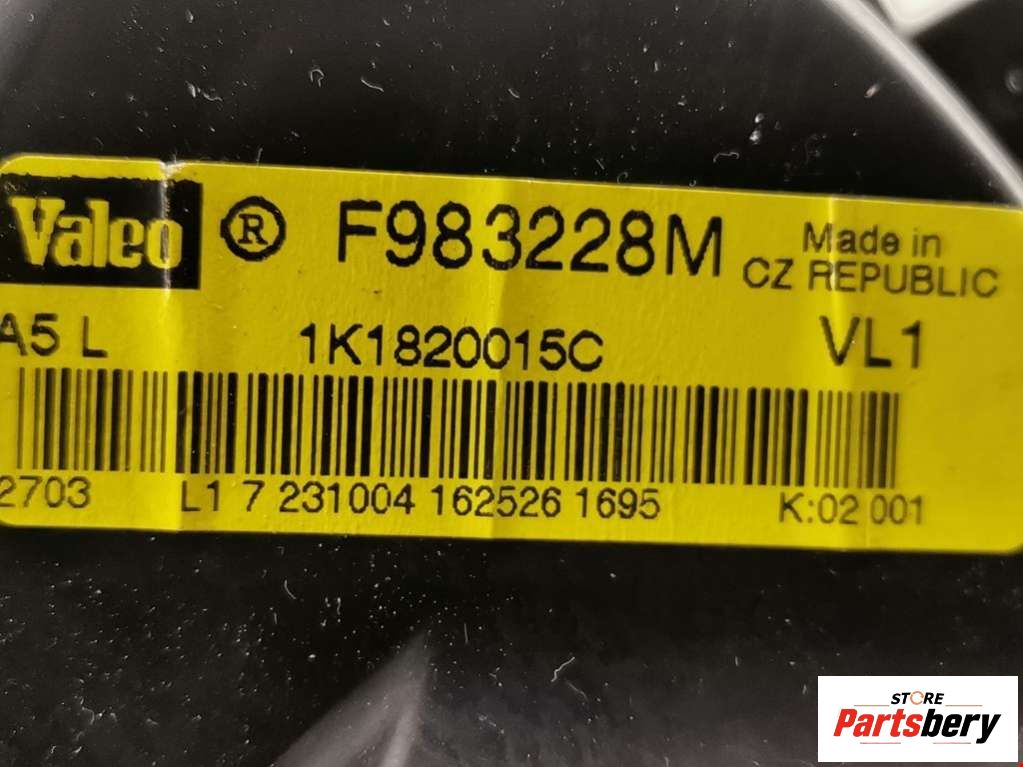 Valeo ® F983228M Made in
CZ REPUBLIC
A5 L 1K1820015C VL1
2703 L1 7 231004 162526 1695 K:02 001
STORE
Partsbery